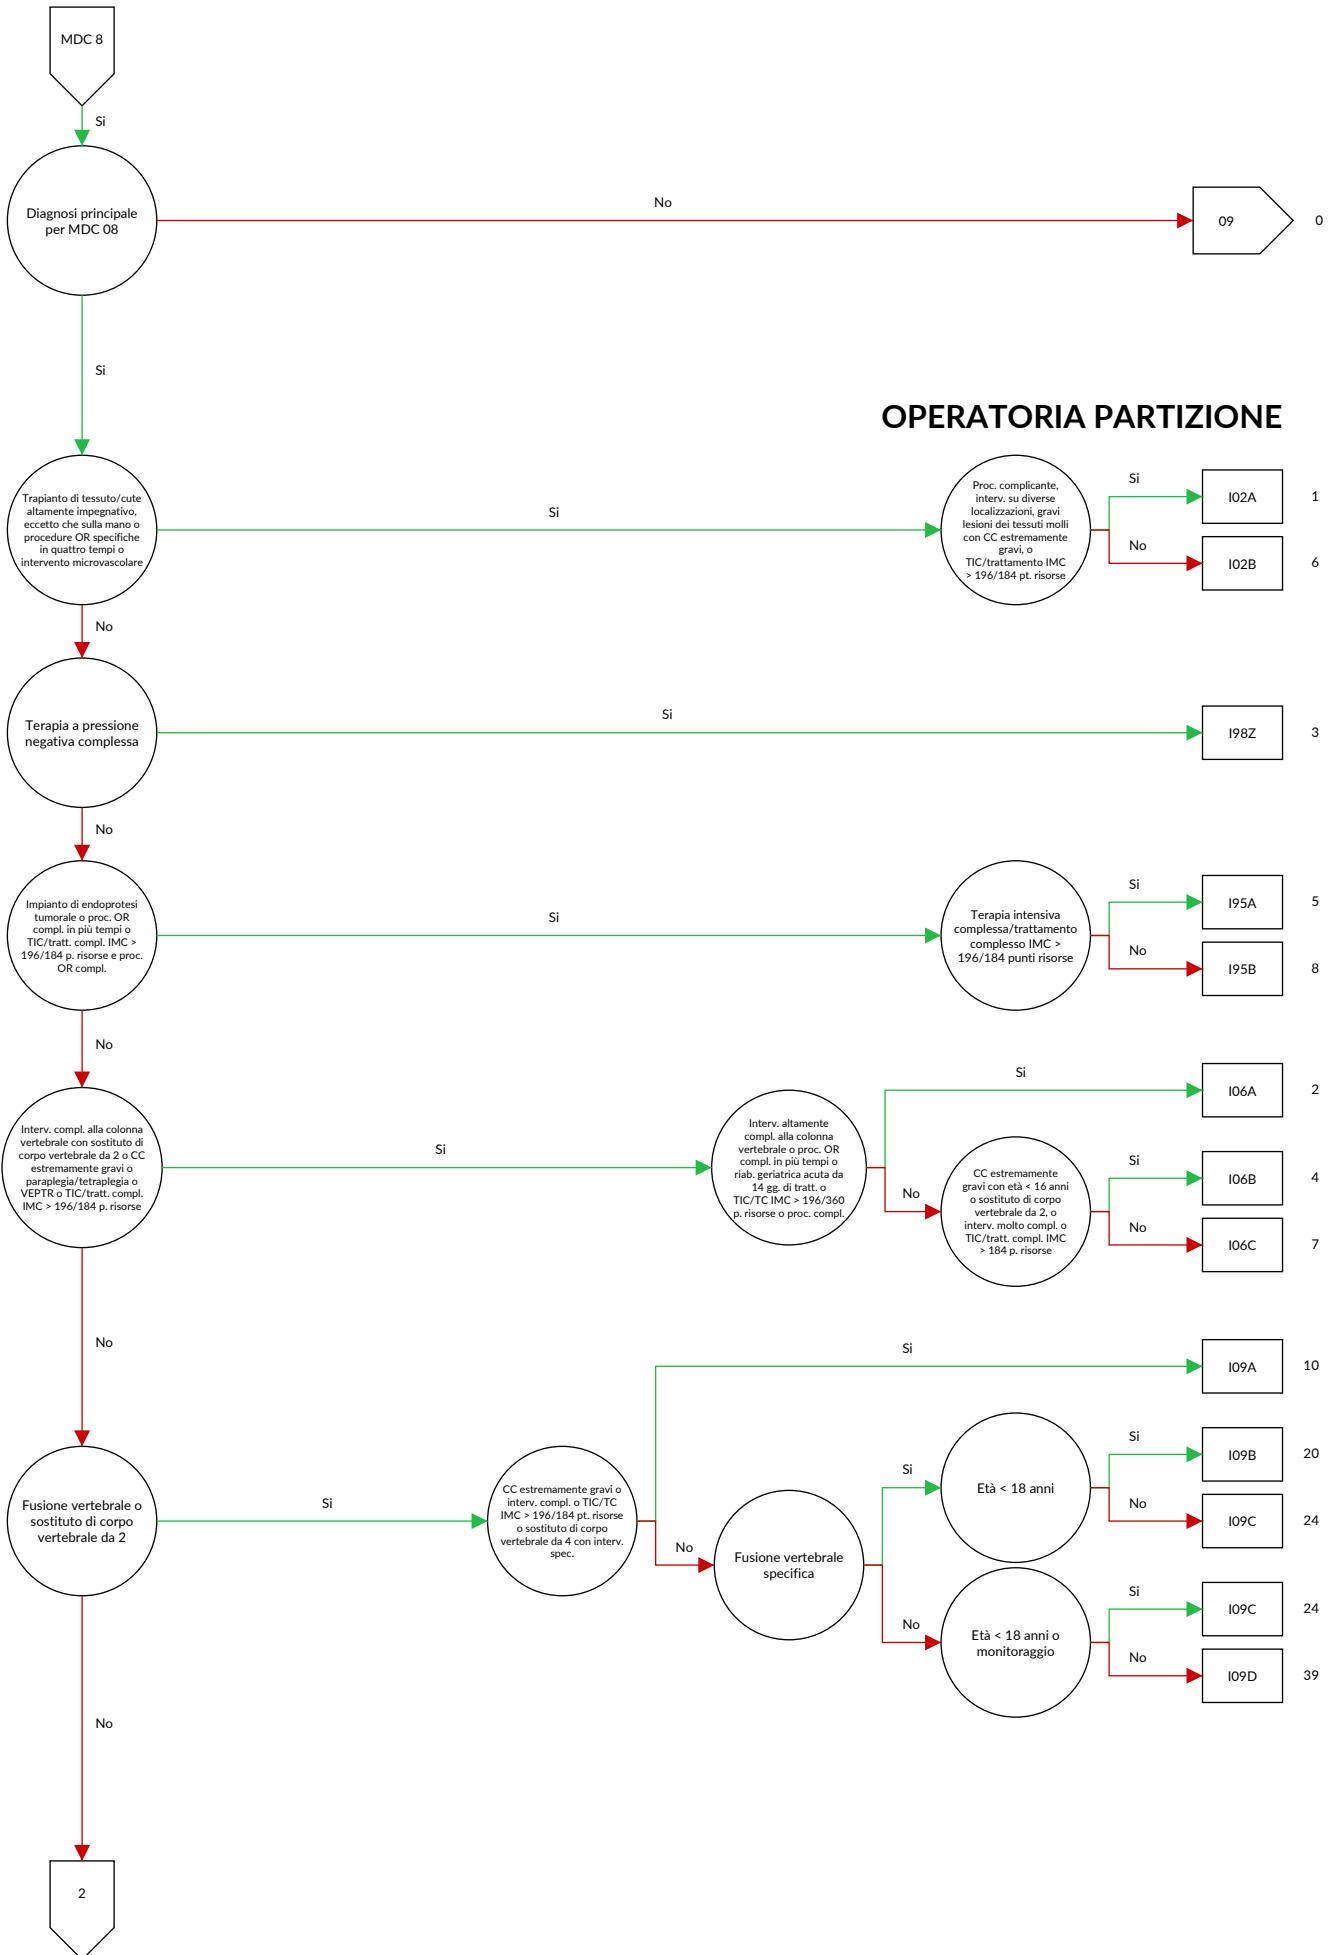 MDC 8
Si
Diagnosi principale
per MDC 08
No
09
0
Si
OPERATORIA PARTIZIONE
Trapianto di tessuto/cute
altamente impegnativo,
eccetto che sulla mano o
procedure OR specifiche
in quattro tempi o
intervento microvascolare
Si
Proc. complicante,
interv. su diverse
localizzazioni, gravi
lesioni dei tessuti molli
con CC estremamente
gravi, o
TIC/trattamento IMC
> 196/184 pt. risorse
Si
I02A
1
No
I02B
6
No
Terapia a pressione
negativa complessa
Si
I98Z
3
No
Impianto di endoprotesi
tumorale o proc. OR
compl. in più tempi o
TIC/tratt. compl. IMC >
196/184 p. risorse e proc.
OR compl.
Si
Terapia intensiva
complessa/trattamento
complesso IMC >
196/184 punti risorse
Si
I95A
5
No
I95B
8
No
Interv. compl. alla colonna
vertebrale con sostituto di
corpo vertebrale da 2 o CC
estremamente gravi o
paraplegia/tetraplegia o
VEPTR o TIC/tratt. compl.
IMC > 196/184 p. risorse
Si
Interv. altamente
compl. alla colonna
vertebrale o proc. OR
compl. in più tempi o
riab. geriatrica acuta da
14 gg. di tratt. o
TIC/TC IMC > 196/360
p. risorse o proc. compl.
Si
I06A
2
No
CC estremamente
gravi con età < 16 anni
o sostituto di corpo
vertebrale da 2, o
interv. molto compl. o
TIC/tratt. compl. IMC
> 184 p. risorse
Si
I06B
4
No
I06C
7
No
Fusione vertebrale o
sostituto di corpo
vertebrale da 2
Si
CC estremamente gravi o
interv. compl. o TIC/TC
IMC > 196/184 pt. risorse
o sostituto di corpo
vertebrale da 4 con interv.
spec.
Si
I09A
10
No
Fusione vertebrale
specifica
Si
Età < 18 anni
Si
I09B
20
No
I09C
24
No
Età < 18 anni o
monitoraggio
Si
I09C
24
No
I09D
39
No
2